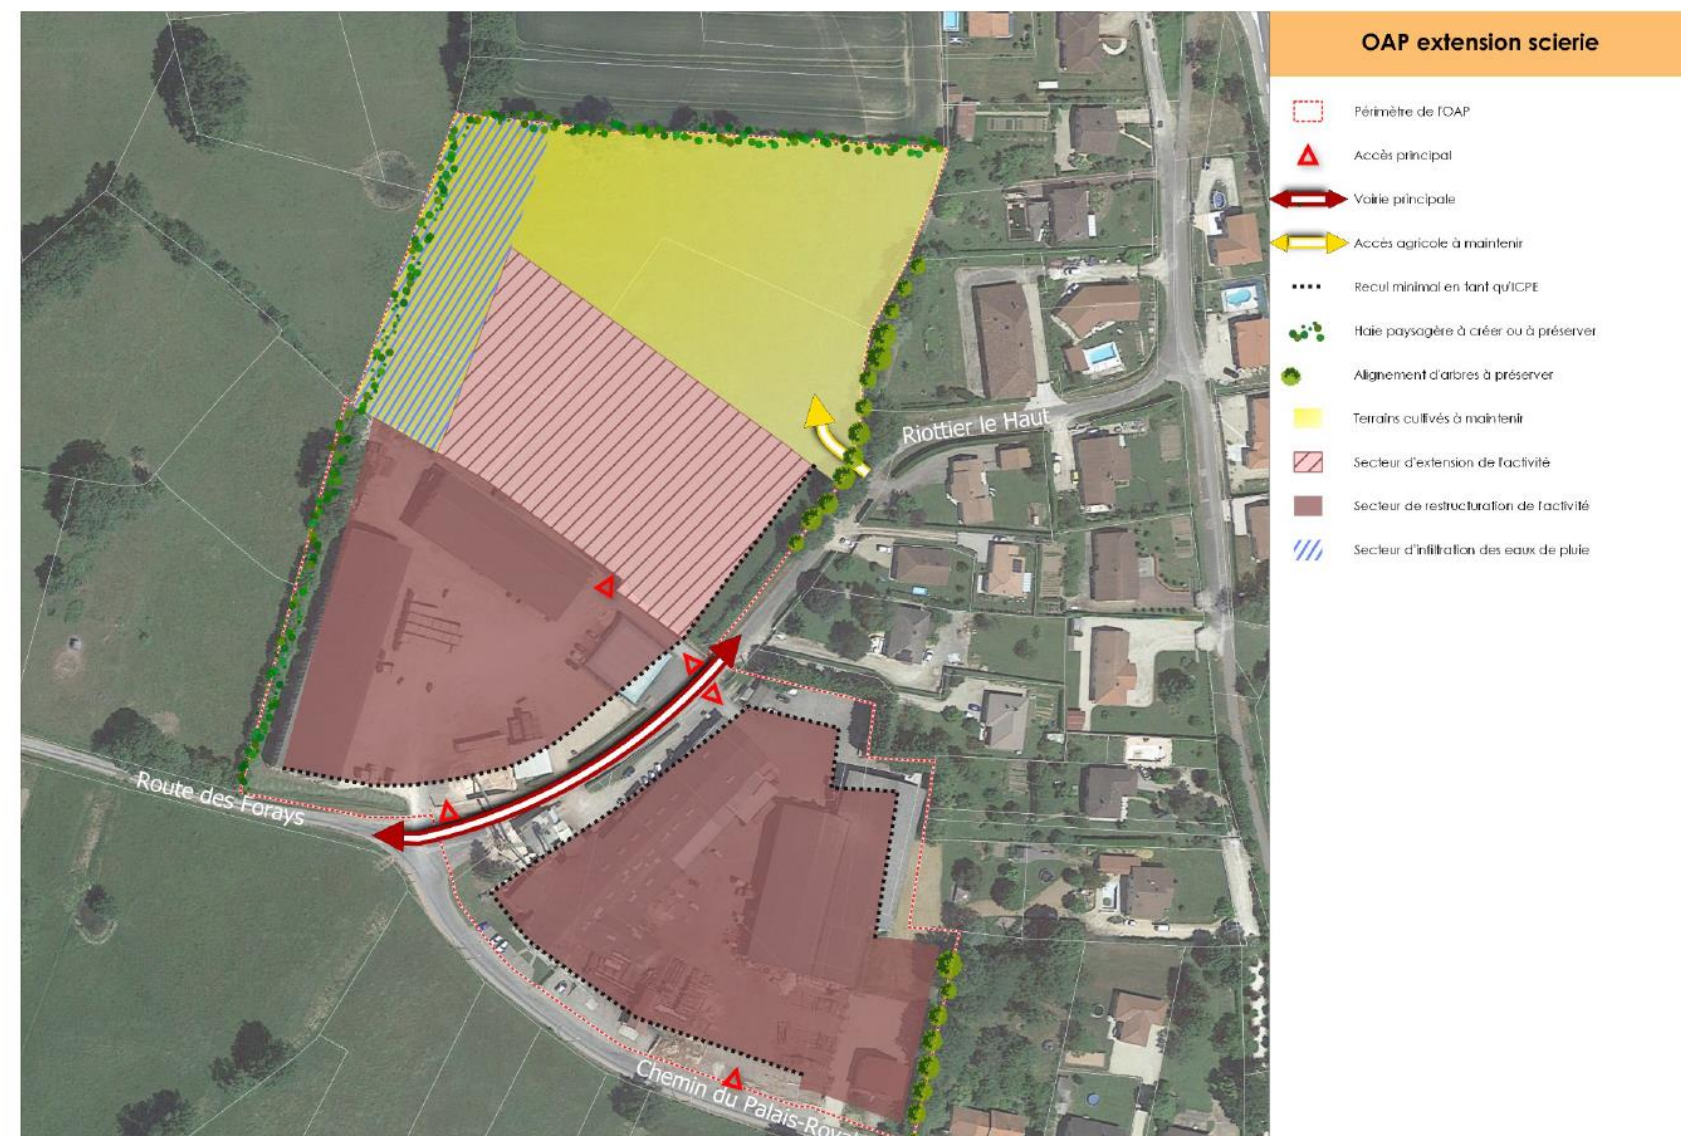 OAP extension scierie
Périmètre de l'OAP
Accès principal
Voirie principale
Accès agricole à maintenir
Recul minimal en tant qu'ICPE
Haie paysagère à créer ou à préserver
Alignement d'arbres à préserver
Terrains cultivés à maintenir
Secteur d'extension de l'activité
Secteur de restructuration de l'activité
Secteur d'infiltration des eaux de pluie
Riottier le Haut
Route des Forays
Chemin du Palais-Royal